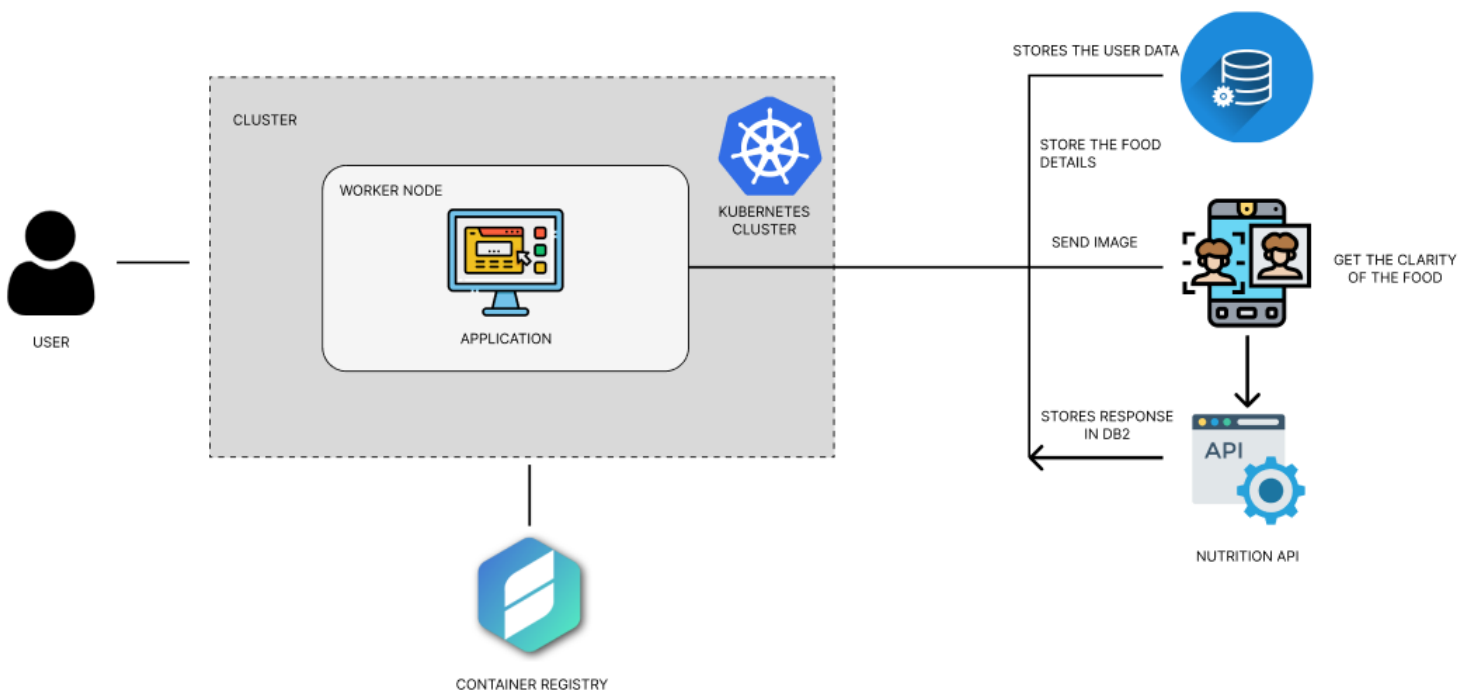 STORES THE USER DATA
CLUSTER
STORE THE FOOD
DETAILS
WORKER NODE
KUBERNETES
CLUSTER
SEND IMAGE
GET THE CLARITY
OF THE FOOD
USER
APPLICATION
STORES RESPONSE
IN DB2
API
NUTRITION API
CONTAINER REGISTRY